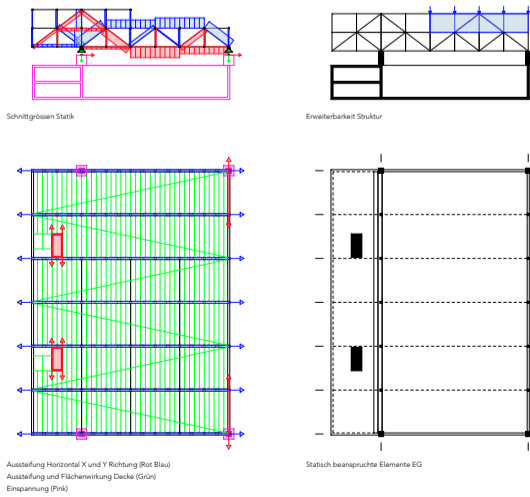 Schnittgrössen Statik
Erweiterbarkeit Struktur
Aussteifung Horizontal X und Y Richtung (Rot Blau)
Aussteifung und Flächenwirkung Decke (Grün)
Einspannung (Pink)
Statisch beanspruchte Elemente EG